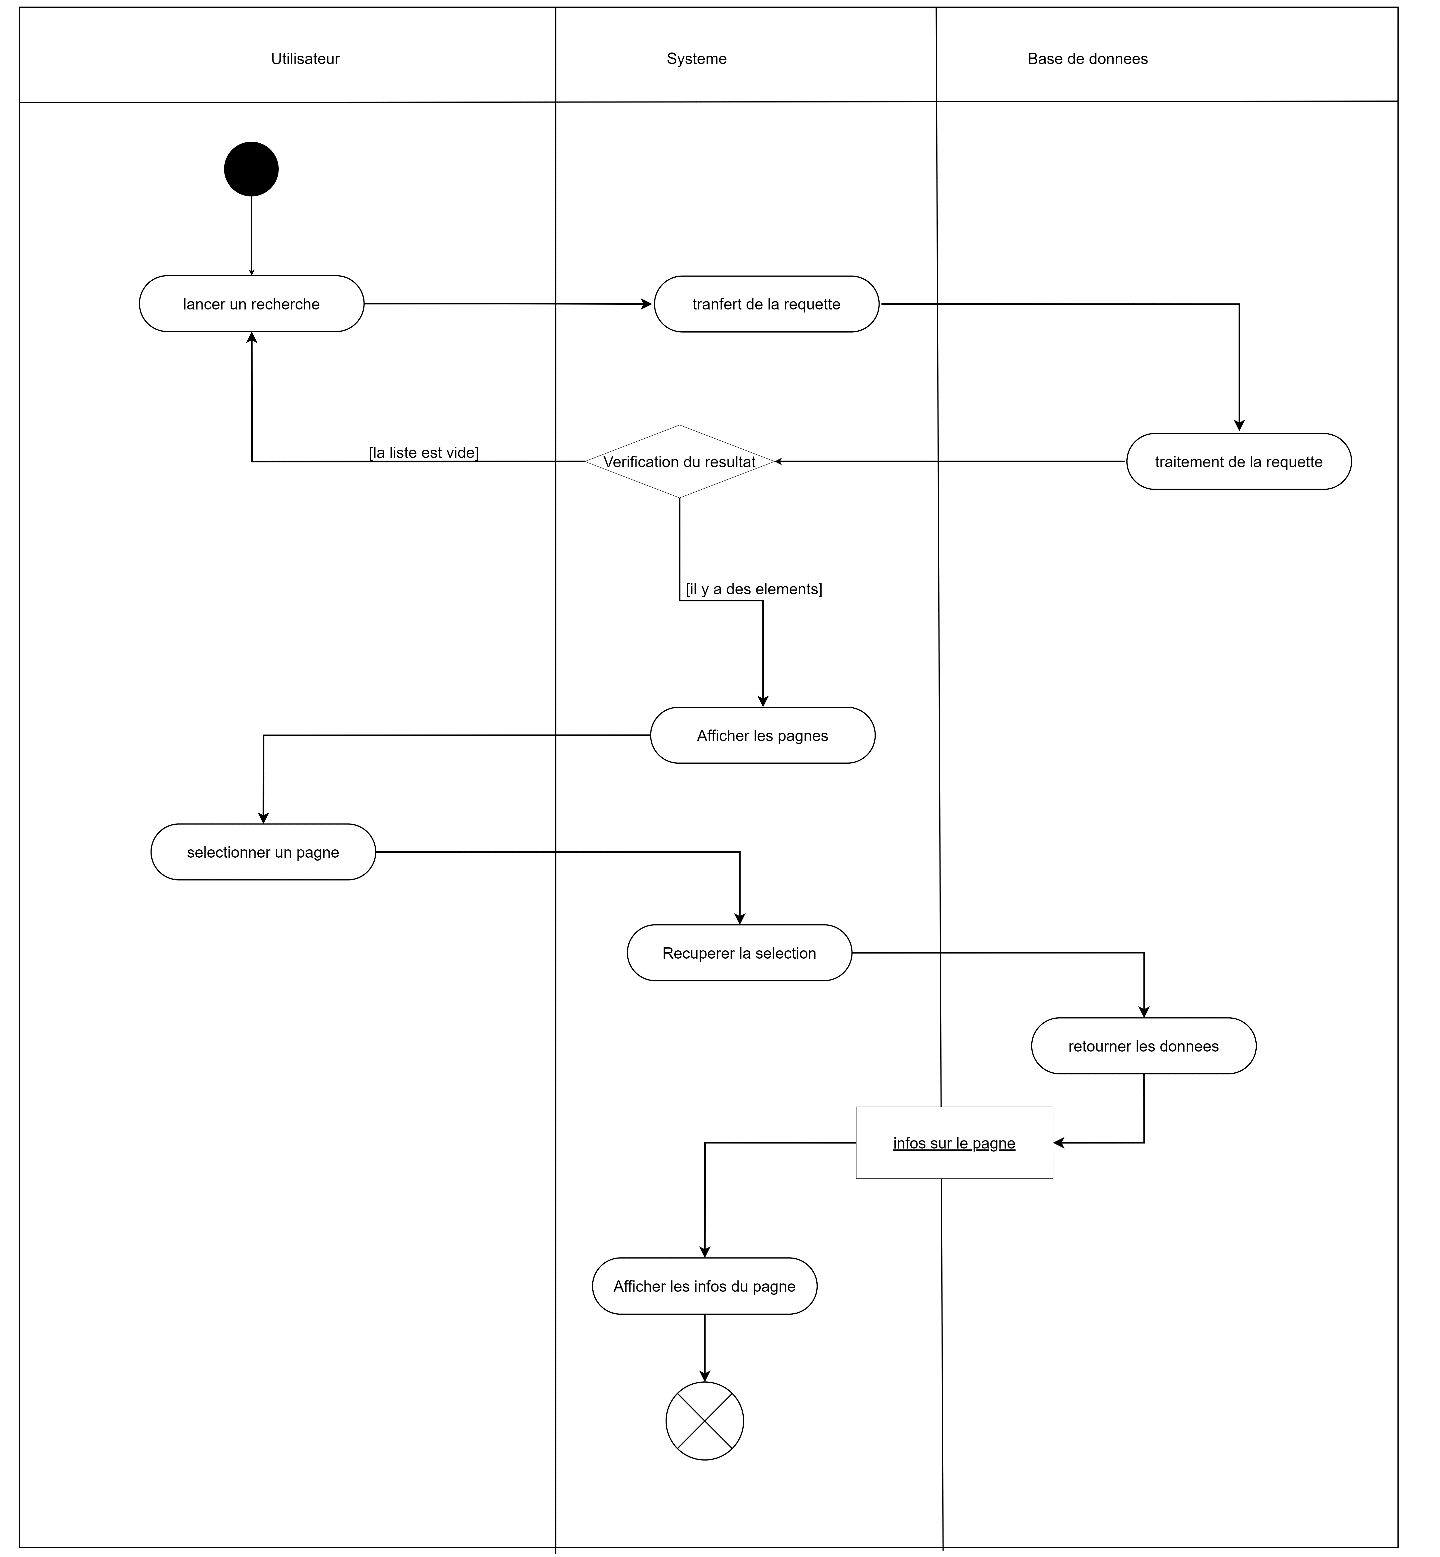 Utilisateur
Systeme
Base de donnees
lancer un recherche
tranfert de la requette
[la liste est vide]
Verification du resultat
traitement de la requette
[il y a des elements]
Afficher les pagnes
selectionner un pagne
Recuperer la selection
retourner les donnees
infos sur le pagne
Afficher les infos du pagne